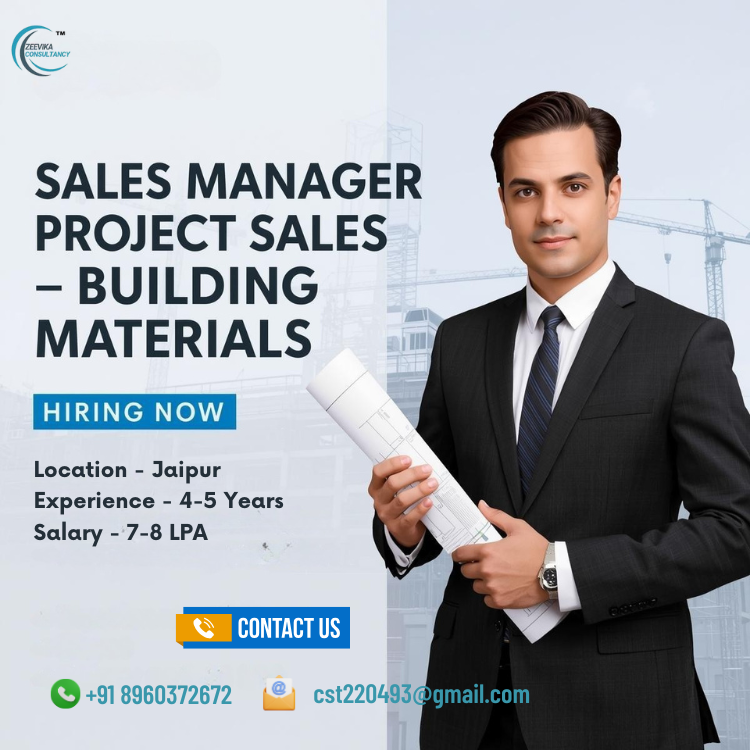 ZEEVIKA
CONSULTANCY
TM
SALES MANAGER
PROJECT SALES
– BUILDING
MATERIALS
HIRING NOW
Location - Jaipur
Experience - 4-5 Years
Salary - 7-8 LPA
CONTACT US
+91 8960372672
cst220493@gmail.com